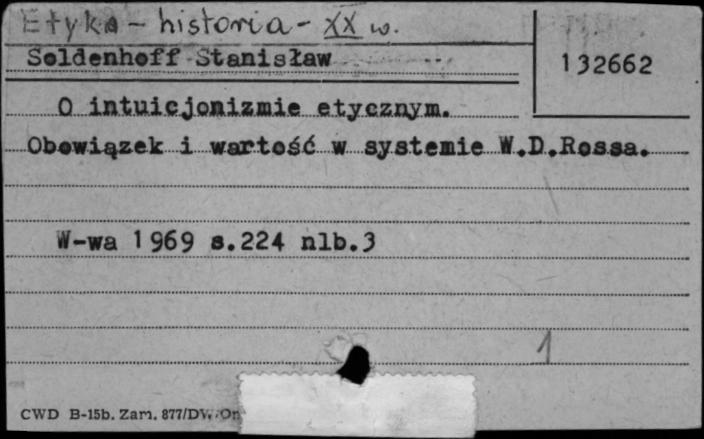 Etyka - historia - XX w.
Soldenhoff Stanisław
132662
O intuicjonizmie etycznym.
Obowiązek i wartość w systemie W.D.Rossa.
W-wa 1969 s.224 nlb.3
1
CWD B-15b. Zam. 877/DW.